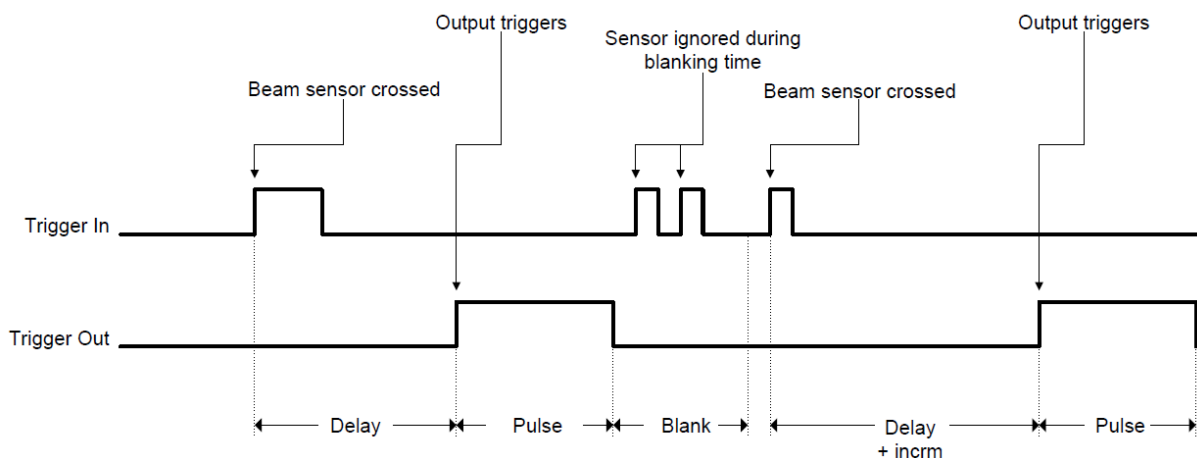 Output triggers
Output triggers
Sensor ignored during
blanking time
Beam sensor crossed
Beam sensor crossed
Trigger In
Trigger Out
Delay
Pulse
Blank
Delay
+ incrm
Pulse